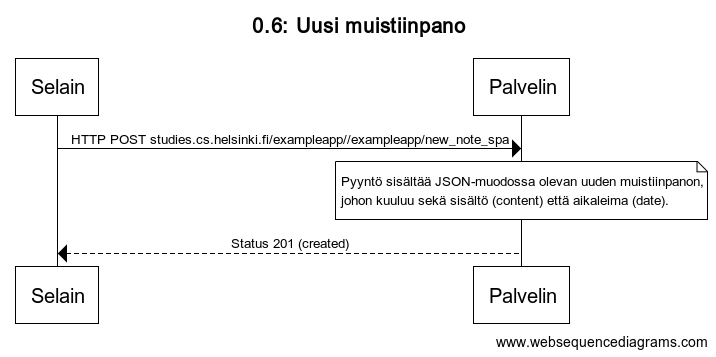 0.6: Uusi muistiinpano
Selain
Palvelin
HTTP POST studies.cs.helsinki.fi/exampleapp//exampleapp/new_note_spa
Pyyntö sisältää JSON-muodossa olevan uuden muistiinpanon,
johon kuuluu sekä sisältö (content) että aikaleima (date).
Status 201 (created)
Selain
Palvelin
www.websequencediagrams.com